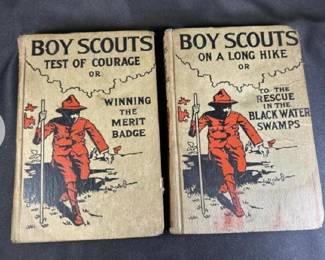 BOY SCOUTS
TEST OF COURAGE
OR
WINNING
THE
MERIT
BADGE
BOY SCOUTS
ON A LONG HIKE
OR
TO THE
RESCUE
IN THE
BLACK WATER
SWAMPS